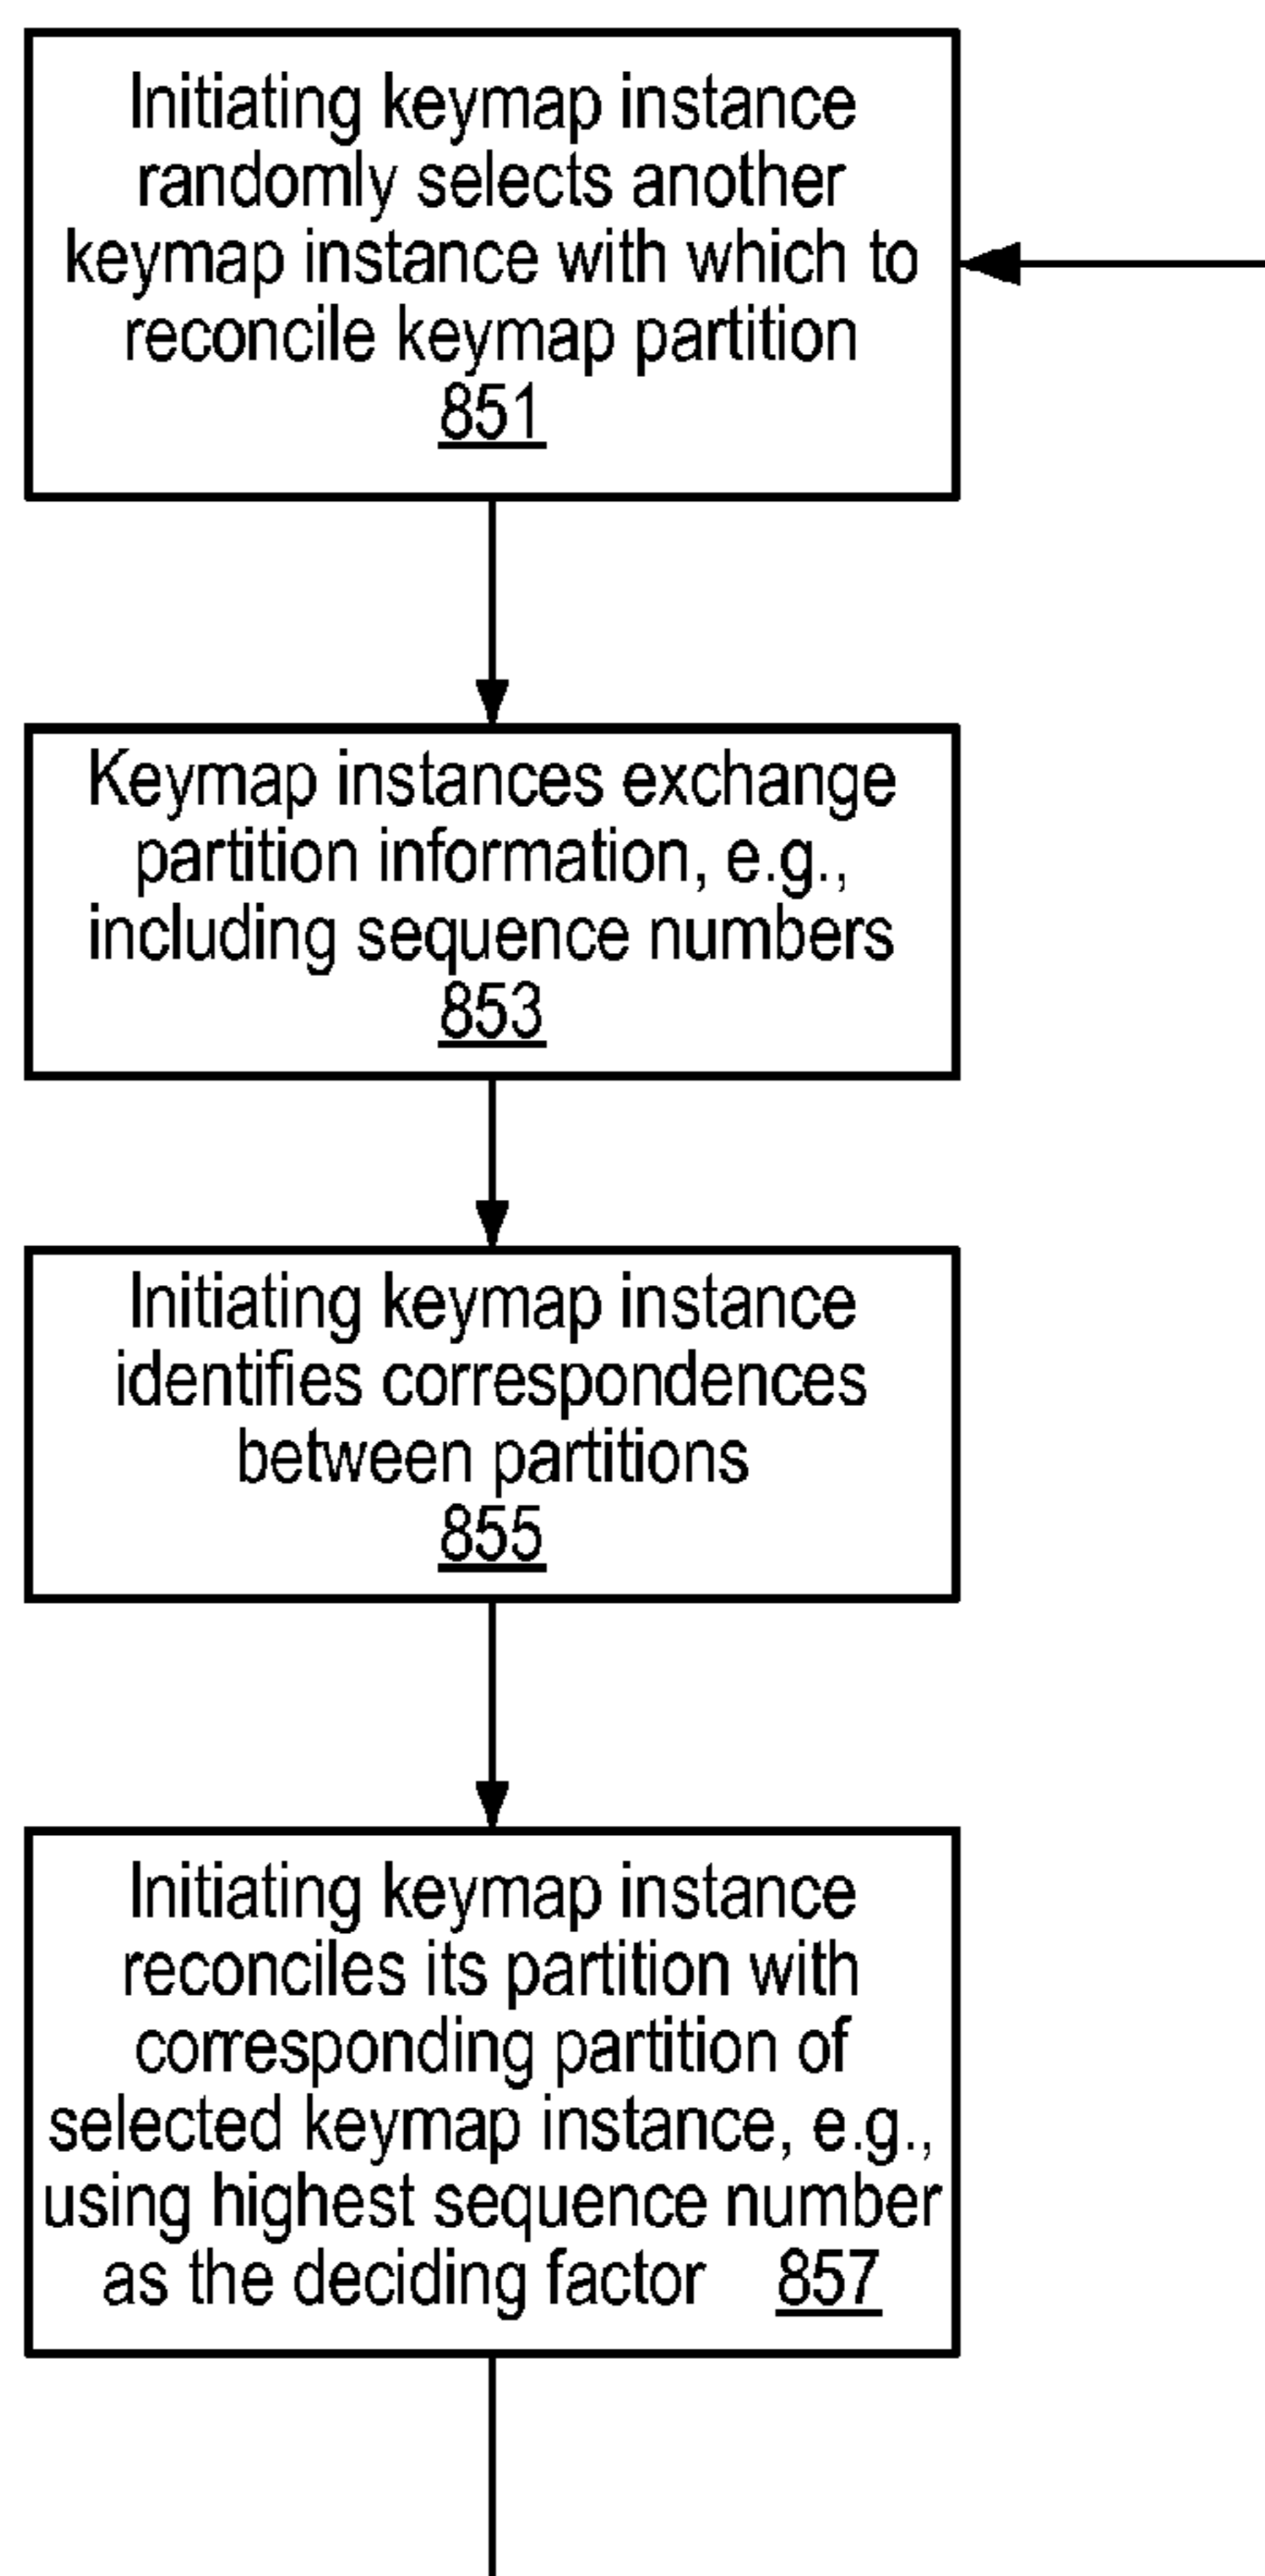 Initiating keymap instance
randomly selects another
keymap instance with which to
reconcile keymap partition
851
Keymap instances exchange
partition information, e.g.,
including sequence numbers
853
Initiating keymap instance
identifies correspondences
between partitions
855
Initiating keymap instance
reconciles its partition with
corresponding partition of
selected keymap instance, e.g.,
using highest sequence number
as the deciding factor 857